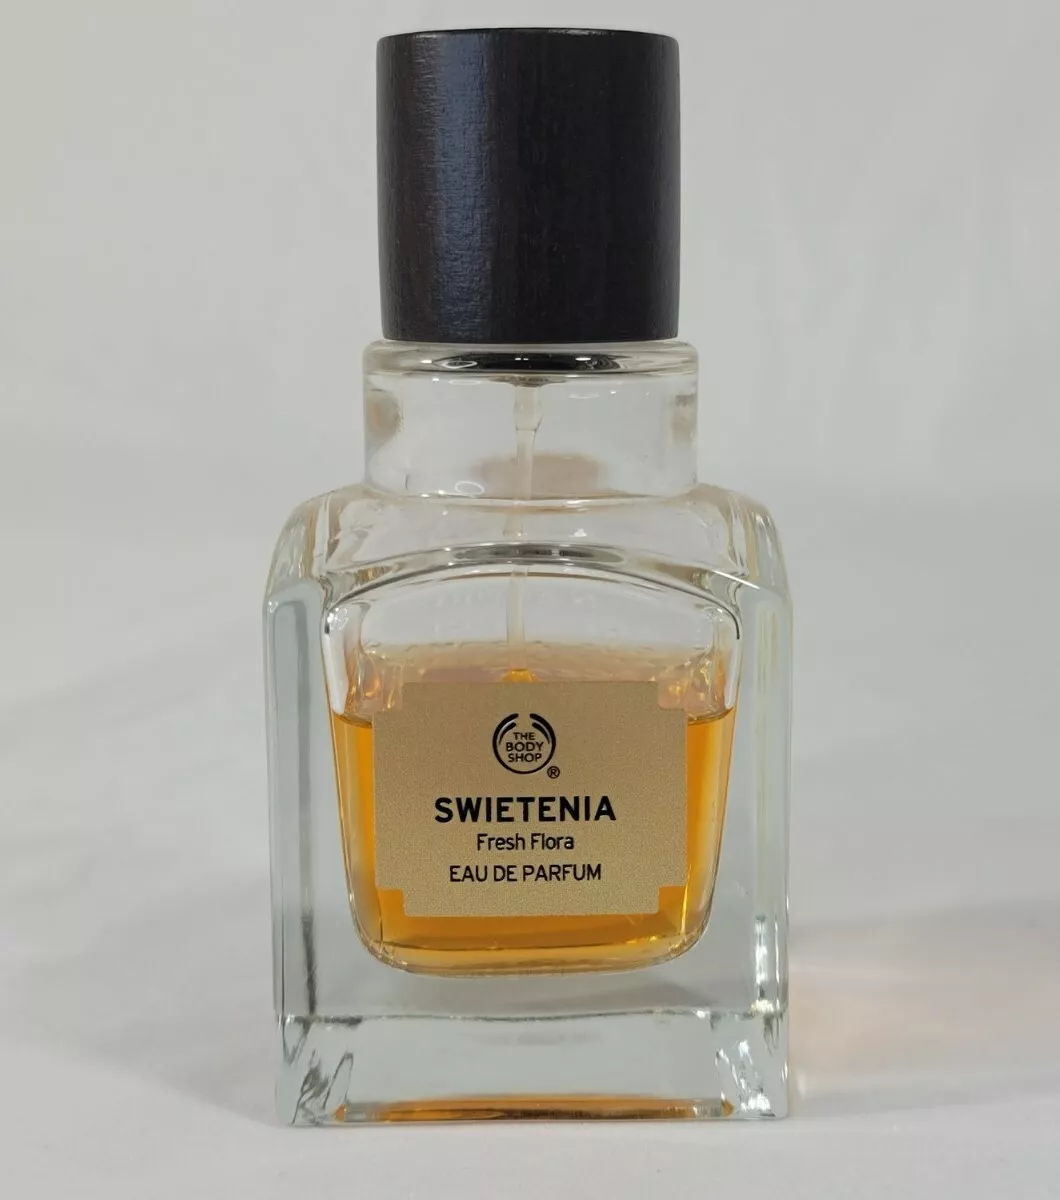 THE
BODY
SHOP
®
SWIETENIA
Fresh Flora
EAU DE PARFUM